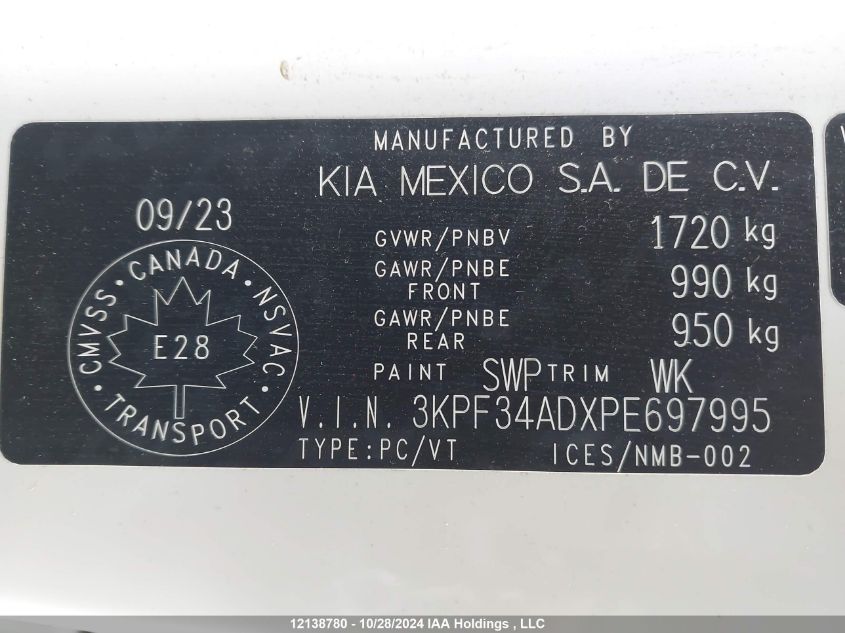 MANUFACTURED BY
KIA MEXICO S.A. DE C.V.
09/23
GVWR/PNBV 1720 kg
GAWR/PNBE FRONT 990 kg
GAWR/PNBE REAR 950 kg
PAINT SWP TRIM WK
V.I.N. 3KPF34ADXPE697995
TYPE:PC/VT ICES/NMB-002
CMVSS · CANADA · NSVAC · TRANSPORT ·
E28
12138780 - 10/28/2024 IAA Holdings , LLC